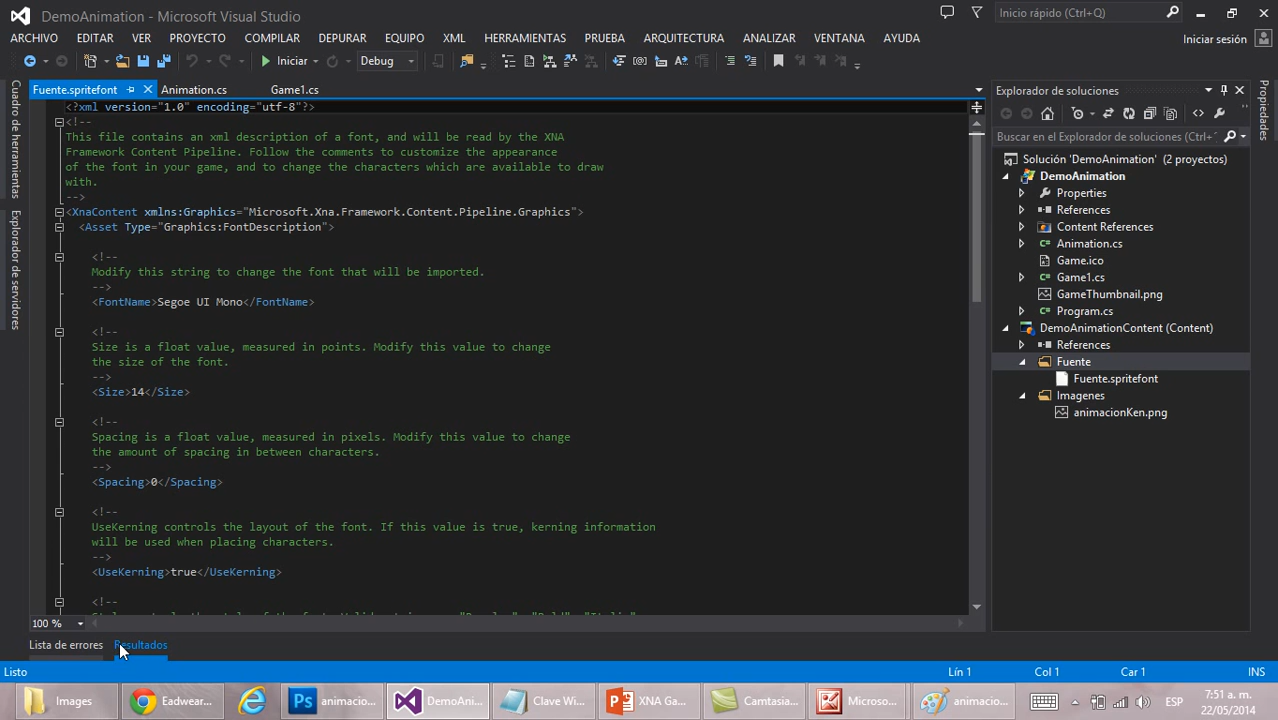 DemoAnimation - Microsoft Visual Studio
Inicio rápido (Ctrl+Q)
ARCHIVO EDITAR VER PROYECTO COMPILAR DEPURAR EQUIPO XML HERRAMIENTAS PRUEBA ARQUITECTURA ANALIZAR VENTANA AYUDA
Iniciar sesión
Iniciar Debug
Cuadro de herramientas
Explorador de servidores
Fuente.spritefont Animation.cs Game1.cs
<?xml version="1.0" encoding="utf-8"?>
<!--
This file contains an xml description of a font, and will be read by the XNA
Framework Content Pipeline. Follow the comments to customize the appearance
of the font in your game, and to change the characters which are available to draw
with.
-->
<XnaContent xmlns:Graphics="Microsoft.Xna.Framework.Content.Pipeline.Graphics">
<Asset Type="Graphics:FontDescription">
<!--
Modify this string to change the font that will be imported.
-->
<FontName>Segoe UI Mono</FontName>
<!--
Size is a float value, measured in points. Modify this value to change
the size of the font.
-->
<Size>14</Size>
<!--
Spacing is a float value, measured in pixels. Modify this value to change
the amount of spacing in between characters.
-->
<Spacing>0</Spacing>
<!--
UseKerning controls the layout of the font. If this value is true, kerning information
will be used when placing characters.
-->
<UseKerning>true</UseKerning>
<!--
100 %
Explorador de soluciones
Buscar en el Explorador de soluciones (Ctrl+
Solución 'DemoAnimation' (2 proyectos)
DemoAnimation
Properties
References
Content References
Animation.cs
Game.ico
Game1.cs
GameThumbnail.png
Program.cs
DemoAnimationContent (Content)
References
Fuente
Fuente.spritefont
Imagenes
animacionKen.png
Propiedades
Lista de errores Resultados
Listo Lín 1 Col 1 Car 1 INS
Images Eadwear... animacio... DemoAni... Clave Wi... XNA Ga... Camtasia... Microso... animacio... ESP
7:51 a. m.
22/05/2014